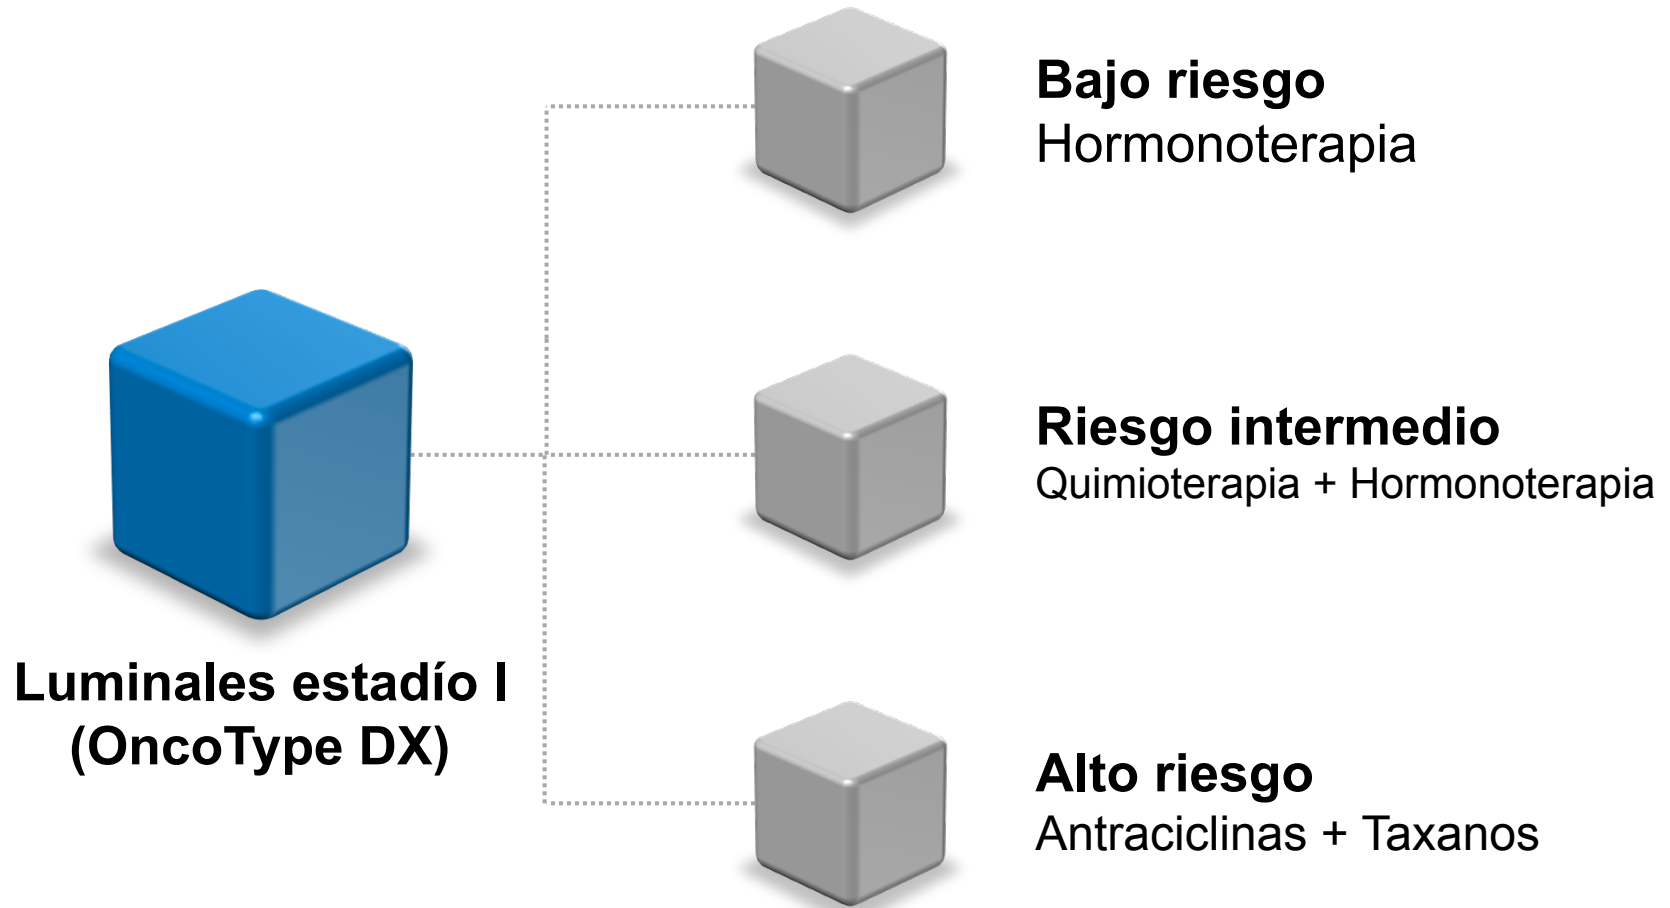 Bajo riesgo
Hormonoterapia
Riesgo intermedio
Quimioterapia + Hormonoterapia
Luminales estadío I
(OncoType DX)
Alto riesgo
Antraciclinas + Taxanos